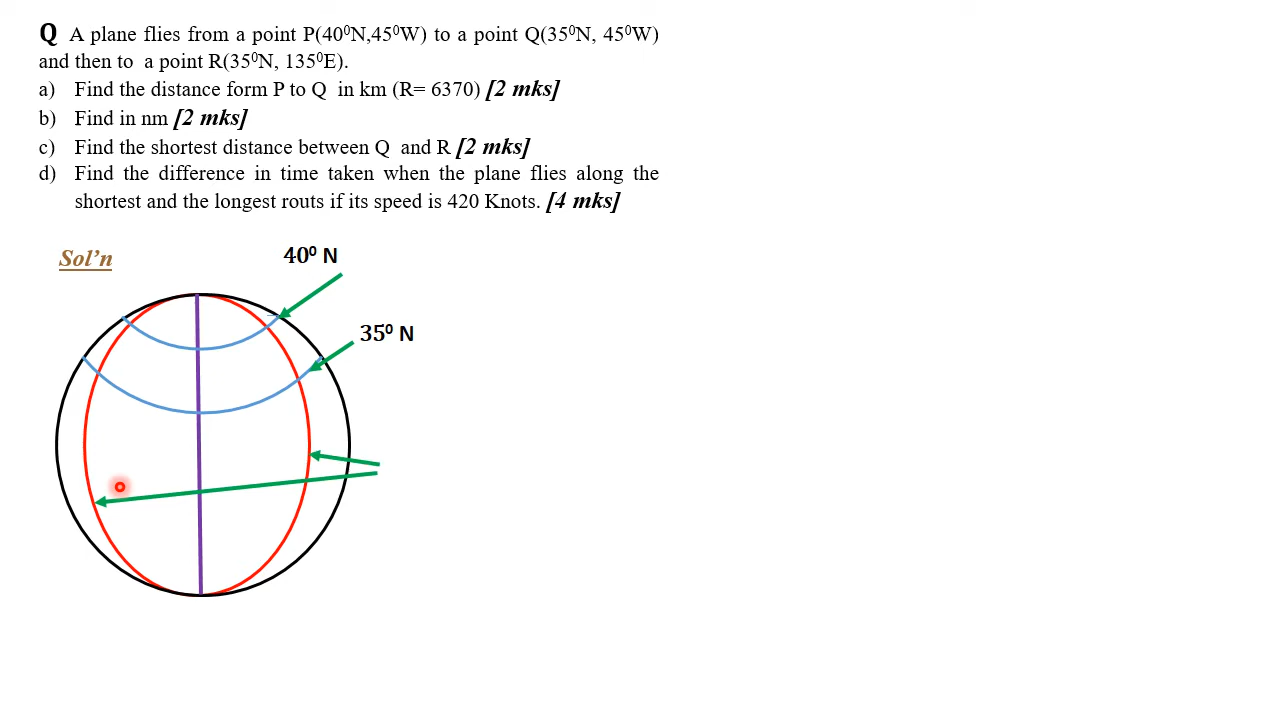 Q A plane flies from a point P(40⁰N,45⁰W) to a point Q(35⁰N, 45⁰W)
and then to a point R(35⁰N, 135⁰E).
a) Find the distance form P to Q in km (R= 6370) [2 mks]
b) Find in nm [2 mks]
c) Find the shortest distance between Q and R [2 mks]
d) Find the difference in time taken when the plane flies along the
shortest and the longest routs if its speed is 420 Knots. [4 mks]
Sol’n
40⁰ N
35⁰ N